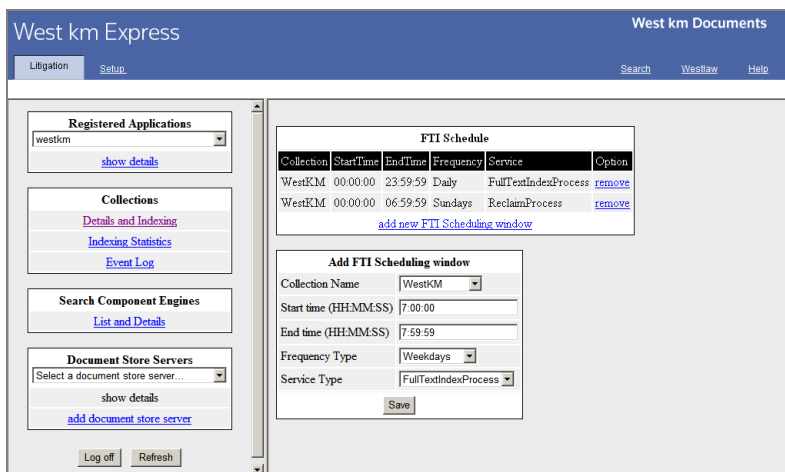 West km Express
West km Documents
Litigation
Setup
Search Westlaw Help
Registered Applications
westkm
show details
Collections
Details and Indexing
Indexing Statistics
Event Log
Search Component Engines
List and Details
Document Store Servers
Select a document store server...
show details
add document store server
Log off Refresh
FTI Schedule
Collection StartTime EndTime Frequency Service Option
WestKM 00:00:00 23:59:59 Daily FullTextIndexProcess remove
WestKM 00:00:00 06:59:59 Sundays ReclaimProcess remove
add new FTI Scheduling window
Add FTI Scheduling window
Collection Name WestKM
Start time (HH:MM:SS) 7:00:00
End time (HH:MM:SS) 7:59:59
Frequency Type Weekdays
Service Type FullTextIndexProcess
Save